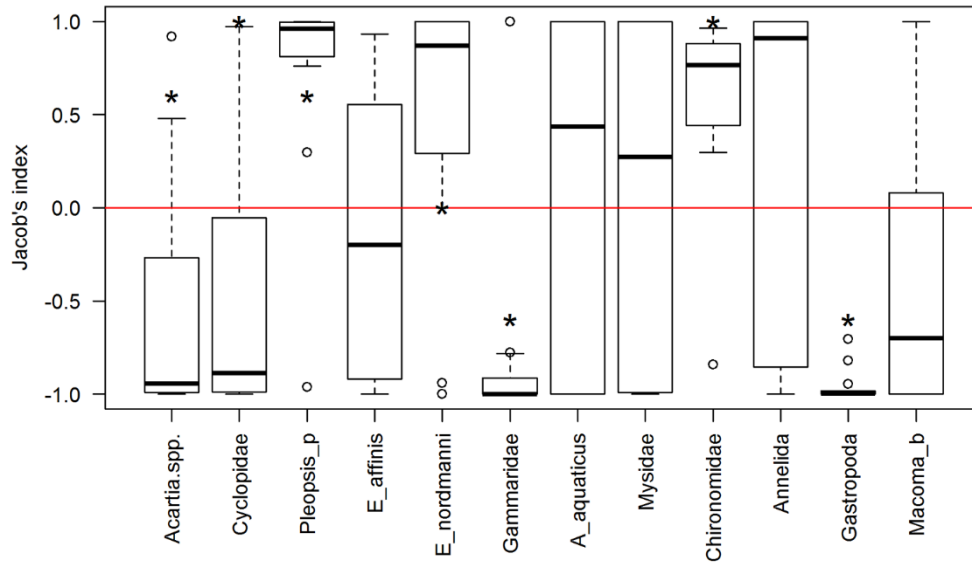 Jacob's index
1.0
0.5
0.0
-0.5
-1.0
*
*
*
*
*
*
*
Acartia.spp.
Cyclopidae
Pleopsis_p
E_affinis
E_nordmanni
Gammaridae
A_aquaticus
Mysidae
Chironomidae
Annelida
Gastropoda
Macoma_b